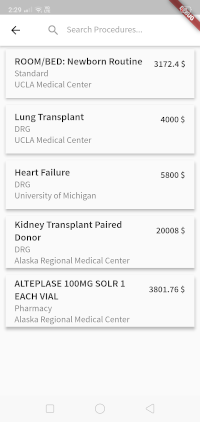 2:29
Search Procedures...
ROOM/BED: Newborn Routine
3172.4 $
Standard
UCLA Medical Center
Lung Transplant
4000 $
DRG
UCLA Medical Center
Heart Failure
5800 $
DRG
University of Michigan
Kidney Transplant Paired
Donor
20008 $
DRG
Alaska Regional Medical Center
ALTEPLASE 100MG SOLR 1
EACH VIAL
3801.76 $
Pharmacy
Alaska Regional Medical Center